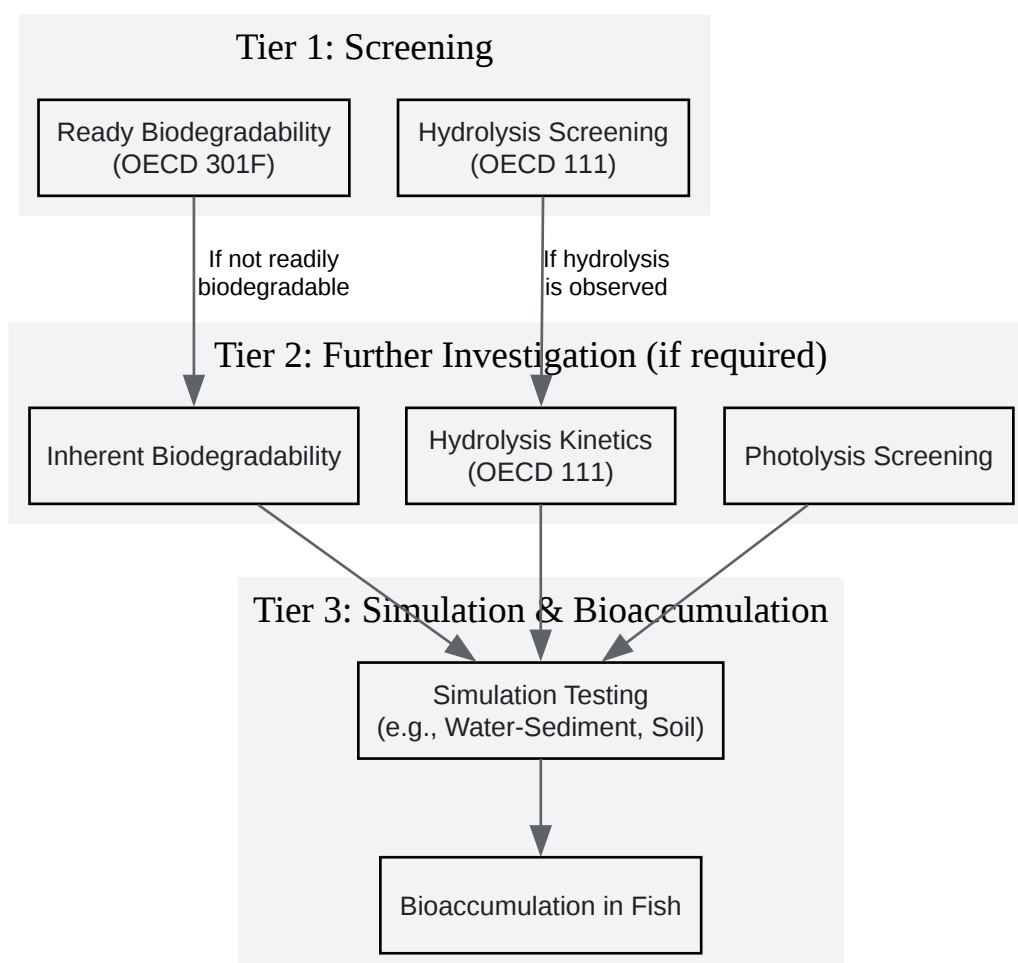 Tier 1: Screening
Ready Biodegradability
(OECD 301F)
Hydrolysis Screening
(OECD 111)
If not readily
biodegradable
If hydrolysis
is observed
Tier 2: Further Investigation (if required)
Inherent Biodegradability
Hydrolysis Kinetics
(OECD 111)
Photolysis Screening
Tier 3: Simulation & Bioaccumulation
Simulation Testing
(e.g., Water-Sediment, Soil)
Bioaccumulation in Fish